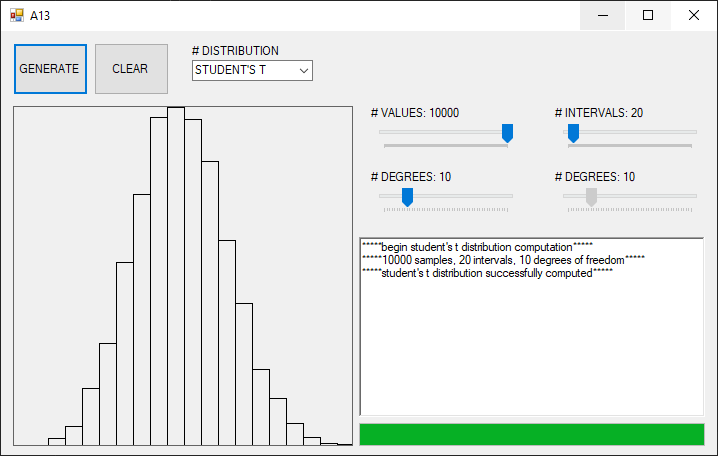 A13
GENERATE
CLEAR
# DISTRIBUTION
STUDENT'S T
# VALUES: 10000
# INTERVALS: 20
# DEGREES: 10
# DEGREES: 10
*****begin student's t distribution computation*****
*****10000 samples, 20 intervals, 10 degrees of freedom*****
*****student's t distribution successfully computed*****